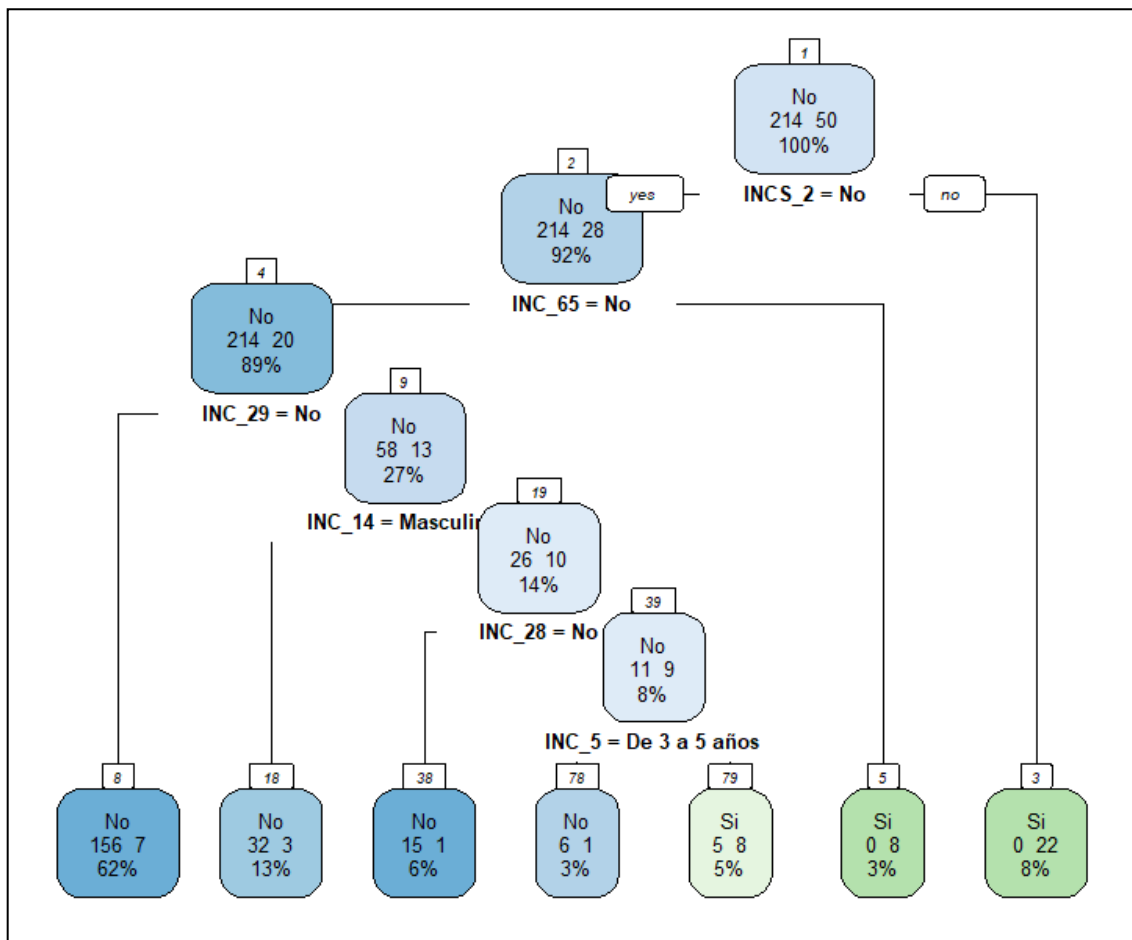 1
No
214 50
100%
INCS_2 = No
yes
no
2
No
214 28
92%
INC_65 = No
4
No
214 20
89%
INC_29 = No
9
No
58 13
27%
INC_14 = Masculin
19
No
26 10
14%
INC_28 = No
39
No
11 9
8%
INC_5 = De 3 a 5 años
8
No
156 7
62%
18
No
32 3
13%
38
No
15 1
6%
78
No
6 1
3%
79
Si
5 8
5%
5
Si
0 8
3%
3
Si
0 22
8%